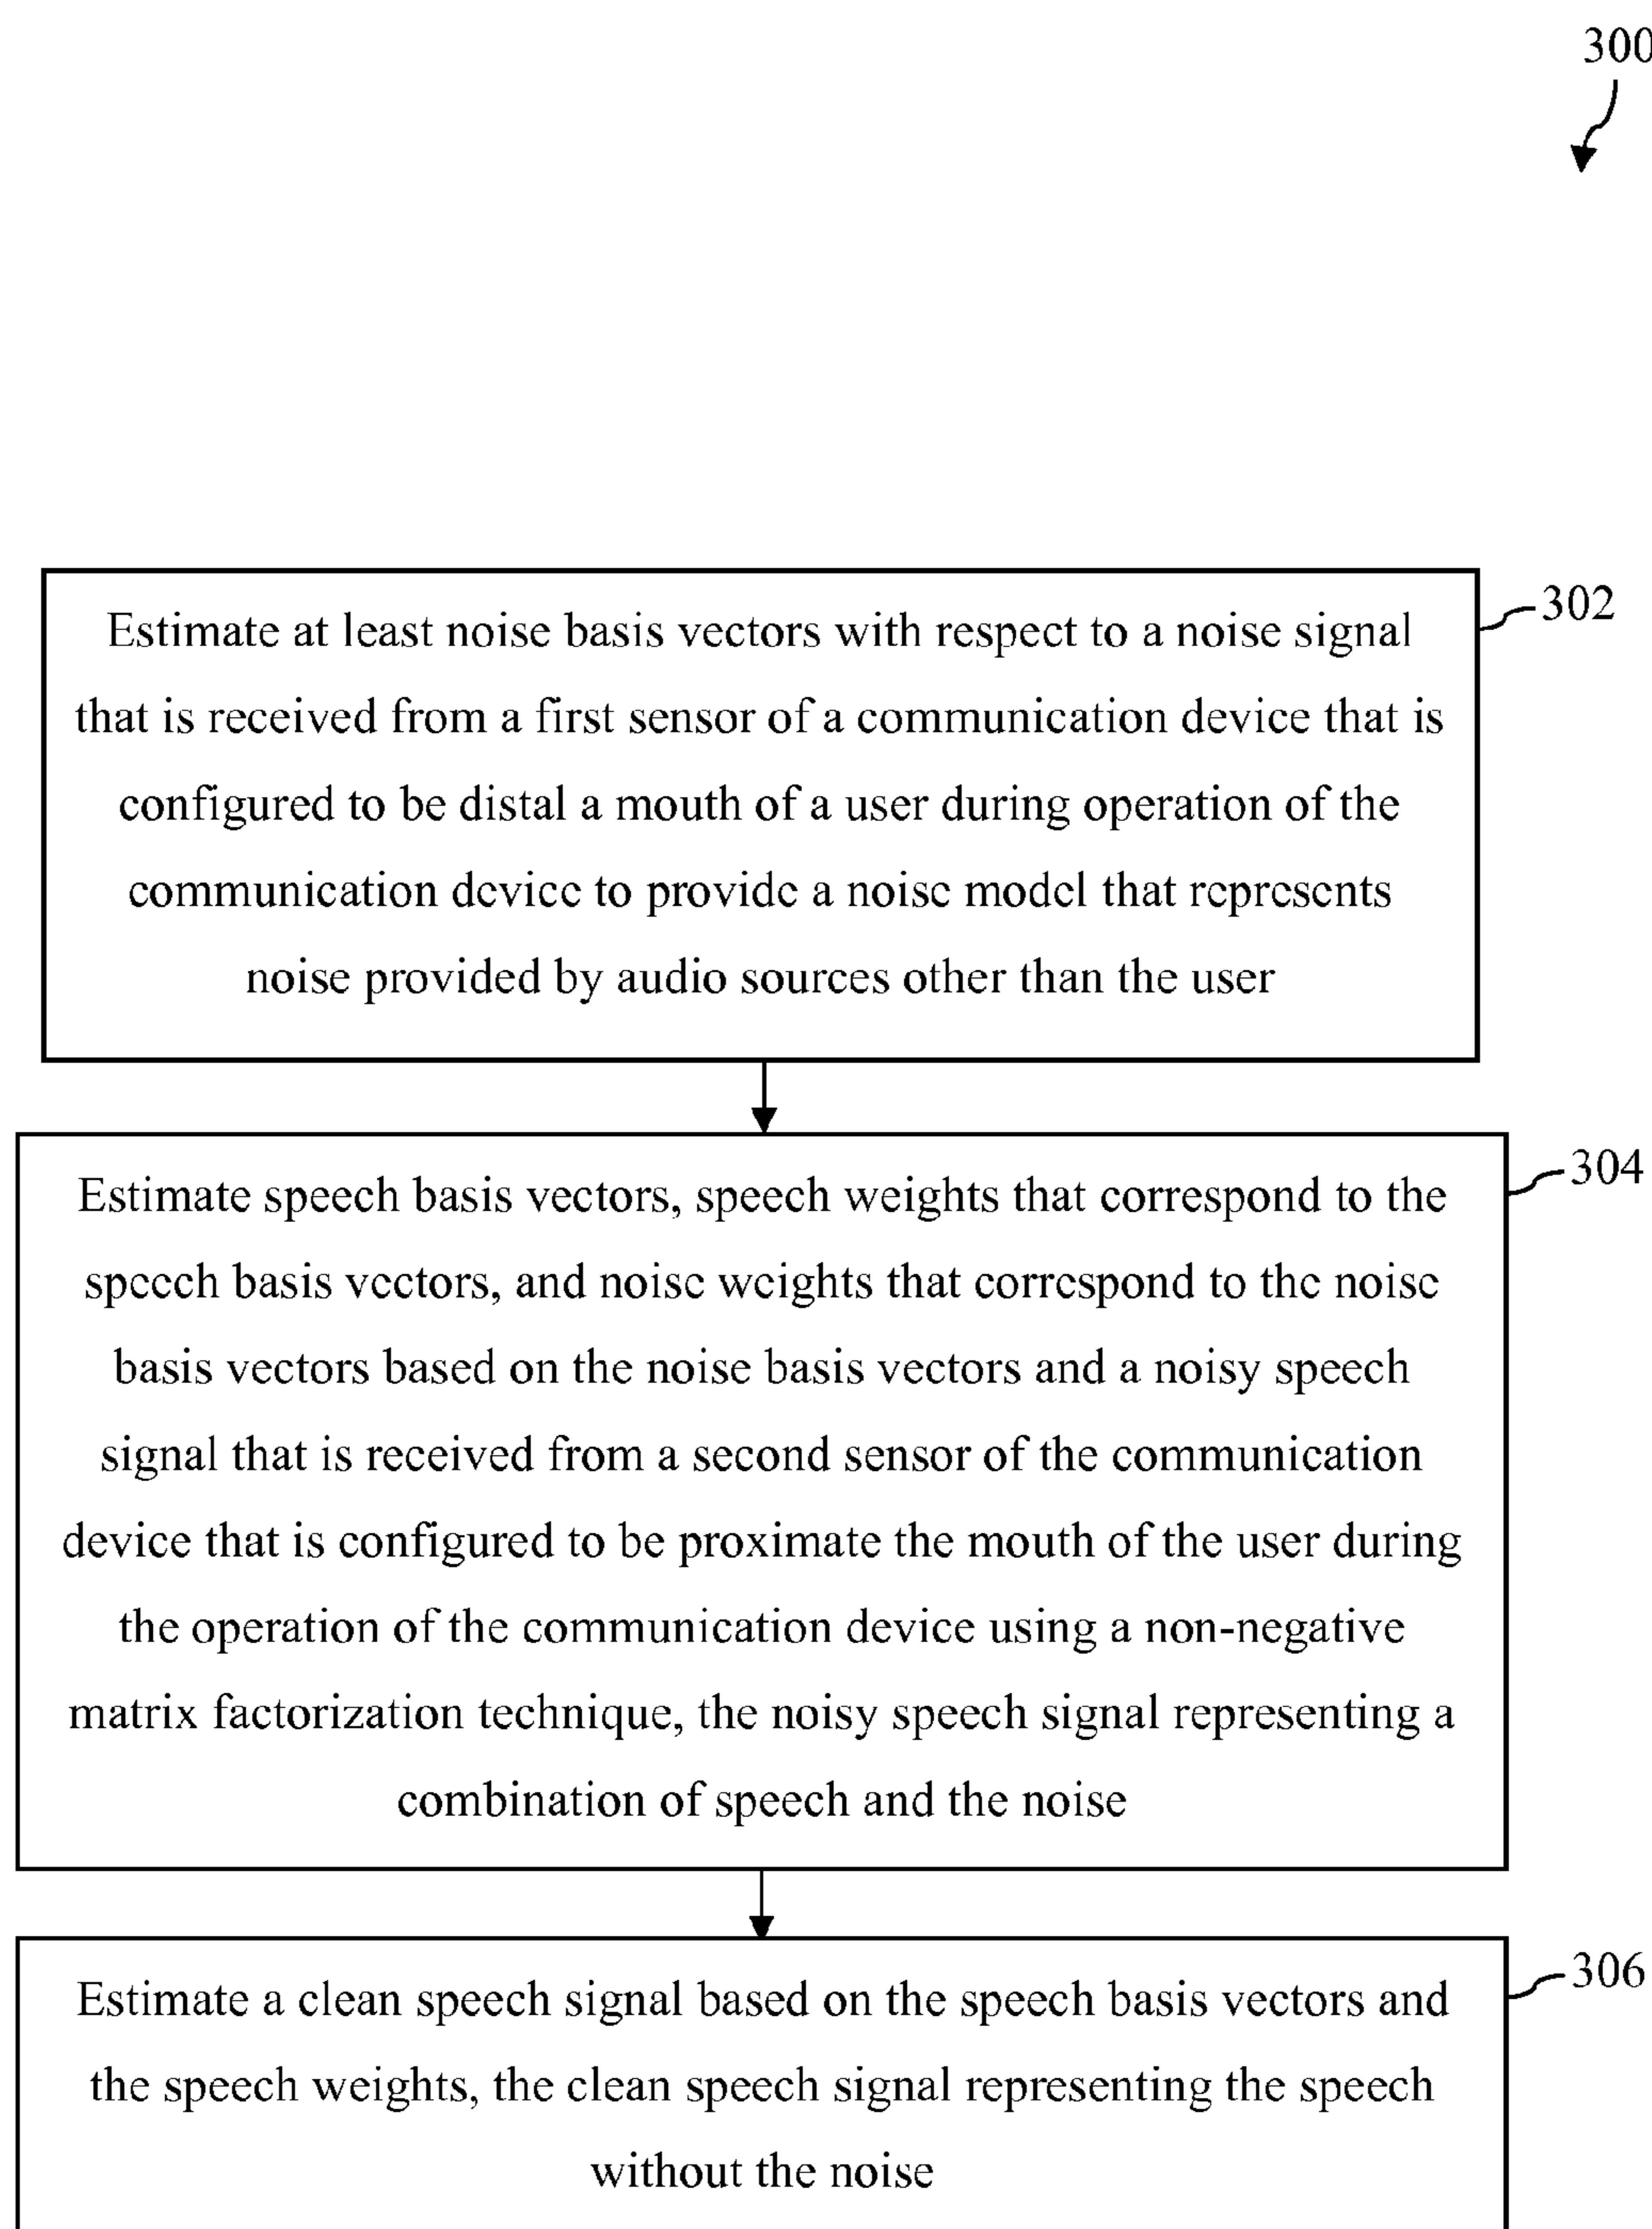 300
Estimate at least noise basis vectors with respect to a noise signal
302
that is received from a first sensor of a communication device that is
configured to be distal a mouth of a user during operation of the
communication device to provide a noise model that represents
noise provided by audio sources other than the user
Estimate speech basis vectors, speech weights that correspond to the
304
speech basis vectors, and noise weights that correspond to the noise
basis vectors based on the noise basis vectors and a noisy speech
signal that is received from a second sensor of the communication
device that is configured to be proximate the mouth of the user during
the operation of the communication device using a non-negative
matrix factorization technique, the noisy speech signal representing a
combination of speech and the noise
Estimate a clean speech signal based on the speech basis vectors and
306
the speech weights, the clean speech signal representing the speech
without the noise